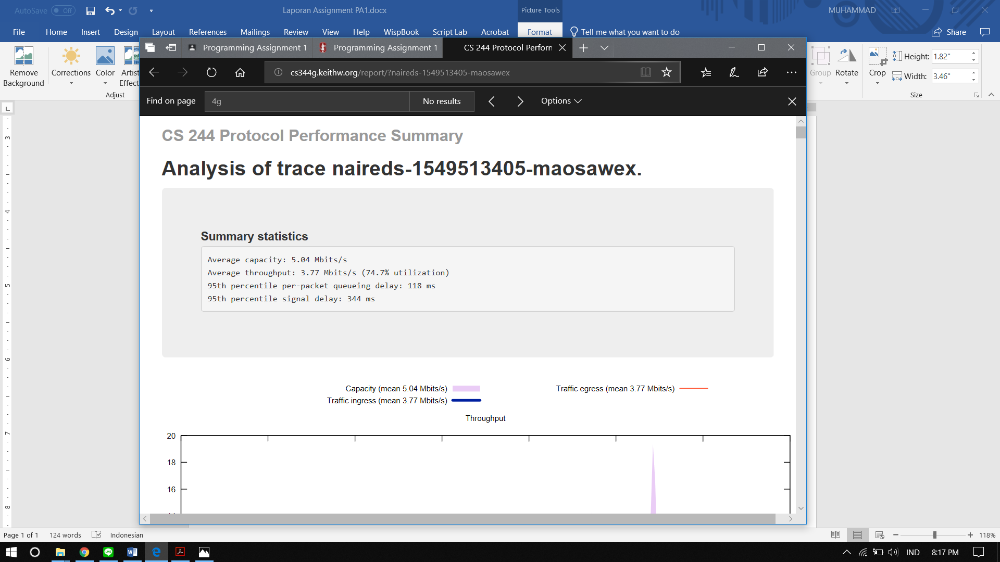 AutoSave Off
Laporan Assignment PA1.docx
Picture Tools
MUHAMMAD
File Home Insert Design Layout References Mailings Review View Help WispBook Script Lab Acrobat Format Tell me what you want to do Share
Remove Background
Corrections
Color
Adjust
Group
Rotate
Crop
Height: 1.82"
Width: 3.46"
Size
Programming Assignment 1
Programming Assignment 1
CS 244 Protocol Perforn
cs344g.keithw.org/report/?naireds-1549513405-maosawex
Find on page 4g No results Options
CS 244 Protocol Performance Summary
Analysis of trace naireds-1549513405-maosawex.
Summary statistics
Average capacity: 5.04 Mbits/s
Average throughput: 3.77 Mbits/s (74.7% utilization)
95th percentile per-packet queueing delay: 118 ms
95th percentile signal delay: 344 ms
Capacity (mean 5.04 Mbits/s) Traffic egress (mean 3.77 Mbits/s)
Traffic ingress (mean 3.77 Mbits/s)
Throughput
20
18
16
3
4
5
6
7
8
Page 1 of 1 124 words Indonesian 118%
IND 8:17 PM